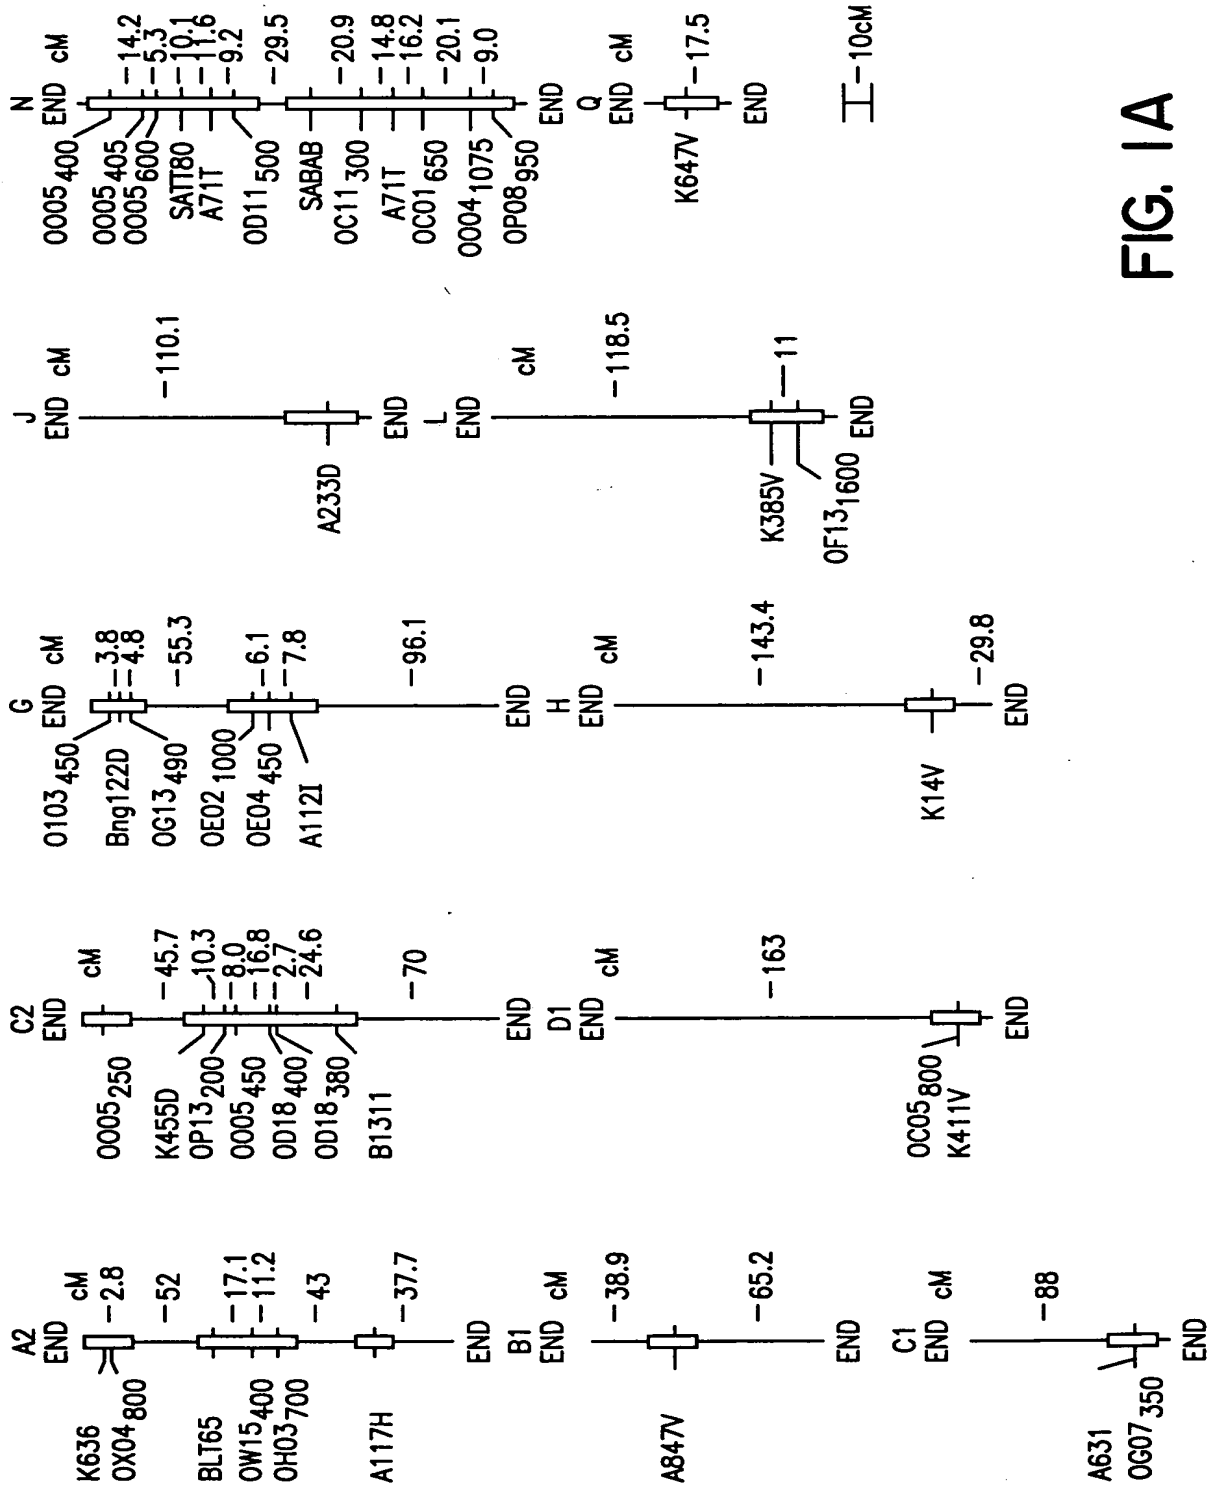 A2
END cM
K636
OX04800
-2.8
-52
BLT65
OW15400
OH03700
-17.1
-11.2
-43
A117H
-37.7
END
B1
END cM
-38.9
A847V
-65.2
END
C1
END cM
-88
A631
OG07350
END
C2
END cM
OO05250
-45.7
K455D
OP13200
OO05450
OD18400
OD18380
B1311
-10.3
-8.0
-16.8
-2.7
-24.6
-70
END
D1
END cM
-163
OC05800
K411V
END
G
END cM
O103450
Bng122D
OG13490
-3.8
-4.8
-55.3
OE021000
OE04450
A112I
-6.1
-7.8
-96.1
END
H
END cM
-143.4
K14V
-29.8
END
J
END cM
-110.1
A233D
END
L
END cM
-118.5
K385V
OF131600
-11
END
N
END cM
OO05400
OO05405
OO05600
SATT80
A71T
OD11500
-14.2
-5.3
-10.1
-11.6
-9.2
-29.5
SABAB
OC11300
A71T
OC01650
OO041075
OP08950
-20.9
-14.8
-16.2
-20.1
-9.0
END
Q
END cM
K647V
-17.5
END
-10cM
FIG. 1A